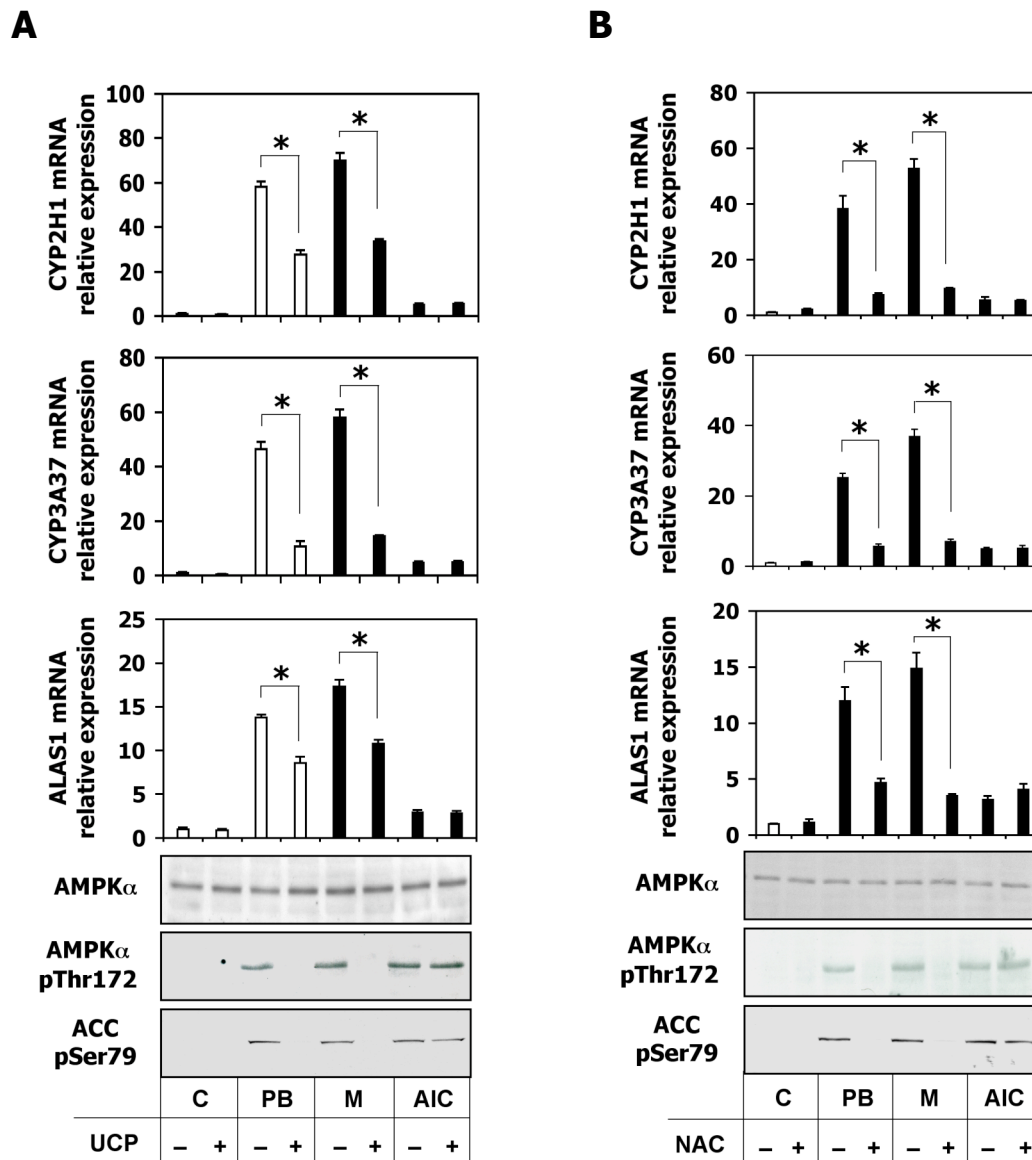 A
CYP2H1 mRNA
relative expression
100
80
60
40
20
0
*
*
CYP3A37 mRNA
relative expression
80
60
40
20
0
*
*
ALAS1 mRNA
relative expression
25
20
15
10
5
0
*
*
AMPKα
AMPKα
pThr172
ACC
pSer79
C PB M AIC
UCP – + – + – + – +
B
CYP2H1 mRNA
relative expression
80
60
40
20
0
*
*
CYP3A37 mRNA
relative expression
60
40
20
0
*
*
ALAS1 mRNA
relative expression
20
15
10
5
0
*
*
AMPKα
AMPKα
pThr172
ACC
pSer79
C PB M AIC
NAC – + – + – + – +